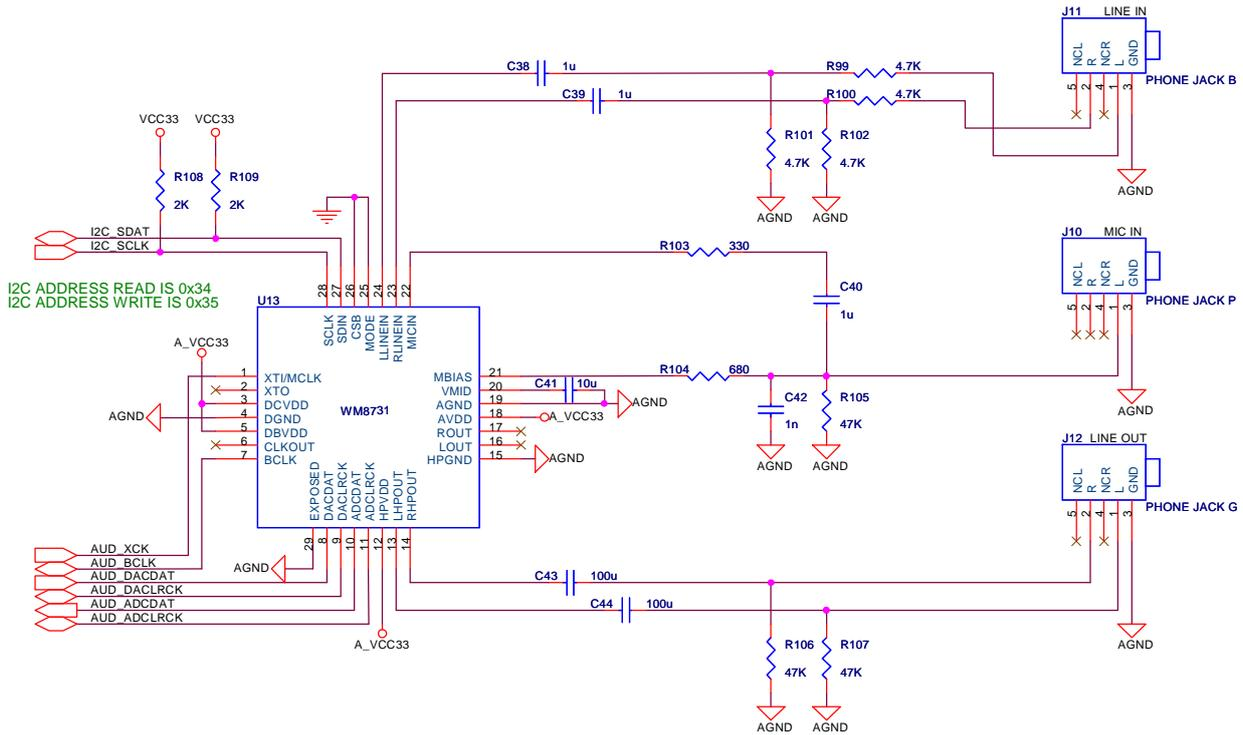 J11 LINE IN
NCL R NCR L GND
5 2 4 1 3
PHONE JACK B
C38 1u
R99 4.7K
C39 1u
R100 4.7K
R101 4.7K
R102 4.7K
AGND
AGND
AGND
VCC33
VCC33
R108 2K
R109 2K
I2C_SDAT
I2C_SCLK
I2C ADDRESS READ IS 0x34
I2C ADDRESS WRITE IS 0x35
R103 330
C40 1u
J10 MIC IN
NCL R NCR L GND
5 2 4 1 3
PHONE JACK P
AGND
U13
28 27 26 25 24 23 22
SCLK SDIN CSB MODE LLINEIN RLINEIN MICIN
A_VCC33
AGND
1 XTI/MCLK
2 XTO
3 DCVDD
4 DGND
5 DBVDD
6 CLKOUT
7 BCLK
WM8731
MBIAS 21
VMID 20
AGND 19
AVDD 18
ROUT 17
LOUT 16
HPGND 15
R104 680
C41 10u
AGND
A_VCC33
AGND
C42 1n
R105 47K
AGND
AGND
EXPOSED DACDAT DACLRCK ADCDAT ADCLRCK HPVDD LHPOUT RHPOUT
29 8 9 10 11 12 13 14
AGND
AUD_XCK
AUD_BCLK
AUD_DACDAT
AUD_DACLRCK
AUD_ADCDAT
AUD_ADCLRCK
A_VCC33
J12 LINE OUT
NCL R NCR L GND
5 2 4 1 3
PHONE JACK G
C43 100u
C44 100u
R106 47K
R107 47K
AGND
AGND
AGND